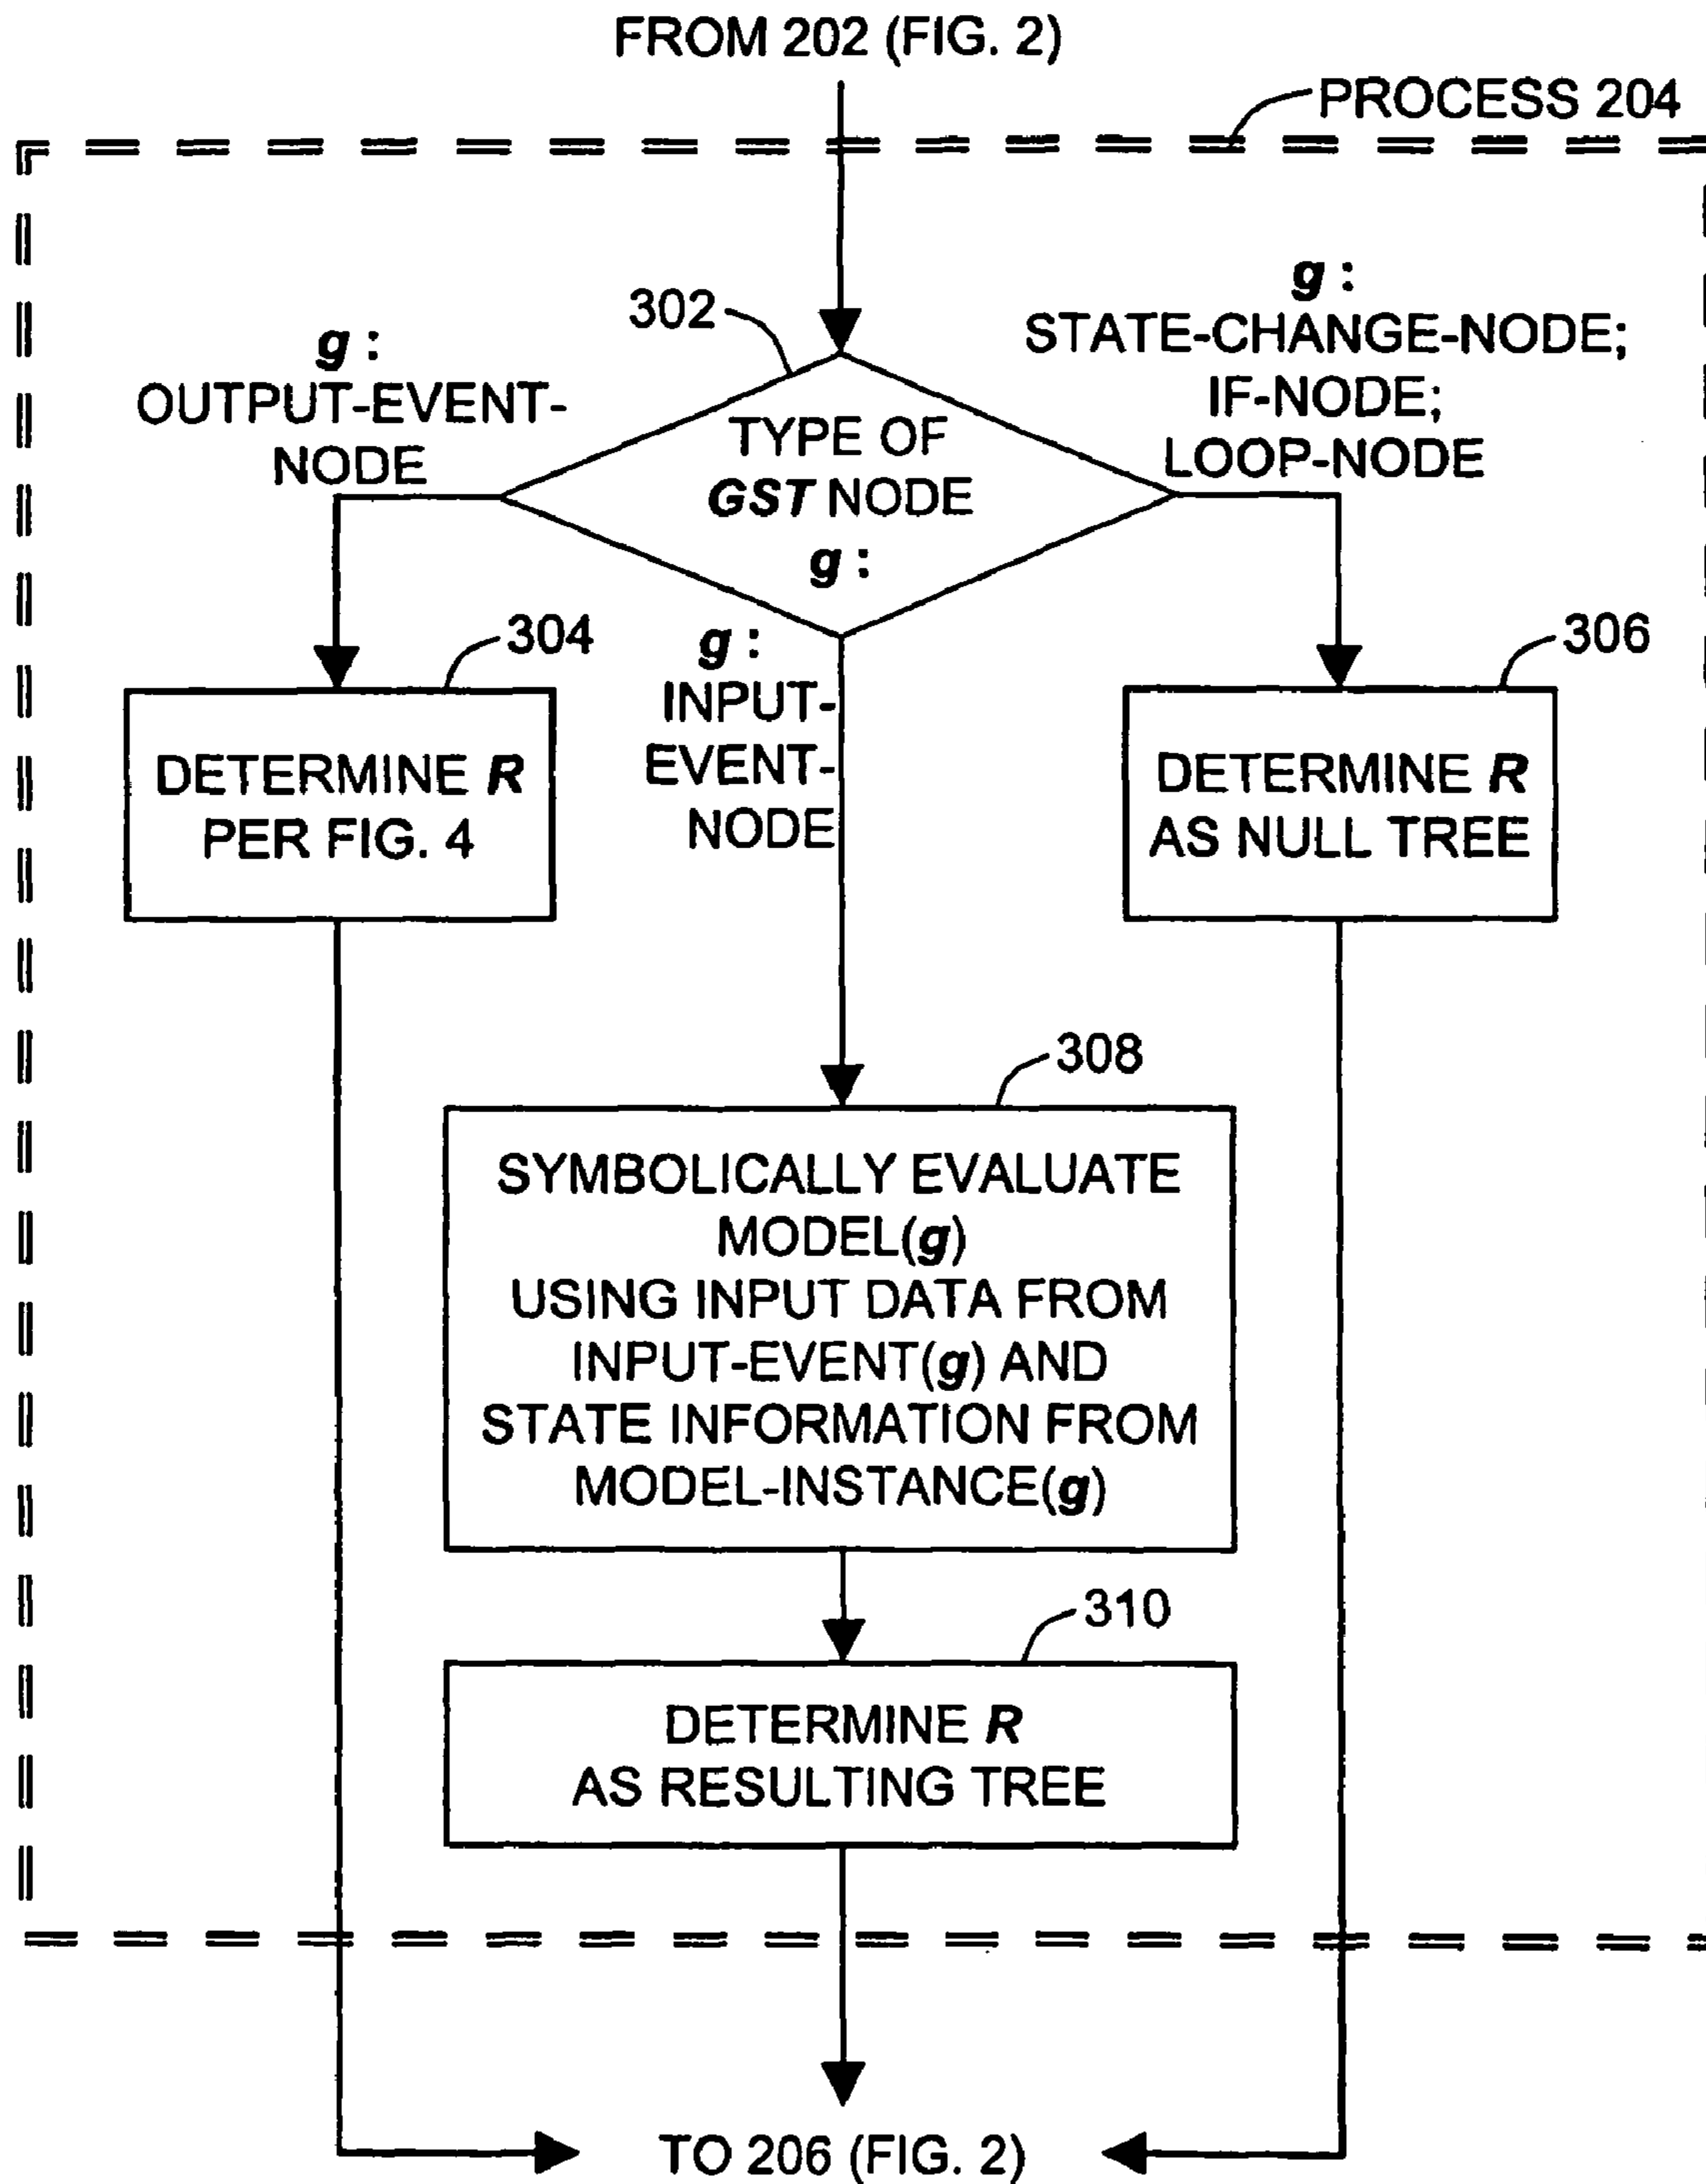 FROM 202 (FIG. 2)
PROCESS 204
302
g :
OUTPUT-EVENT-
NODE
g :
STATE-CHANGE-NODE;
IF-NODE;
LOOP-NODE
TYPE OF
GST NODE
g :
304
DETERMINE R
PER FIG. 4
g :
INPUT-
EVENT-
NODE
306
DETERMINE R
AS NULL TREE
308
SYMBOLICALLY EVALUATE
MODEL(g)
USING INPUT DATA FROM
INPUT-EVENT(g) AND
STATE INFORMATION FROM
MODEL-INSTANCE(g)
310
DETERMINE R
AS RESULTING TREE
TO 206 (FIG. 2)